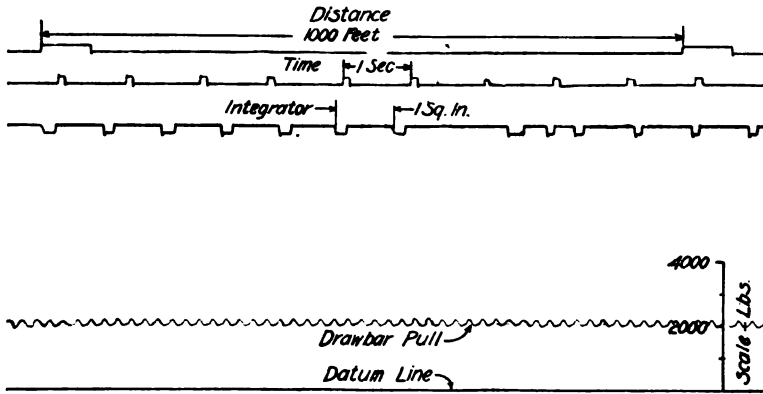 Distance
1000 Feet
Time
1 Sec
Integrator
1 Sq. In.
4000
2000
Scale - Lbs.
Drawbar Pull
Datum Line